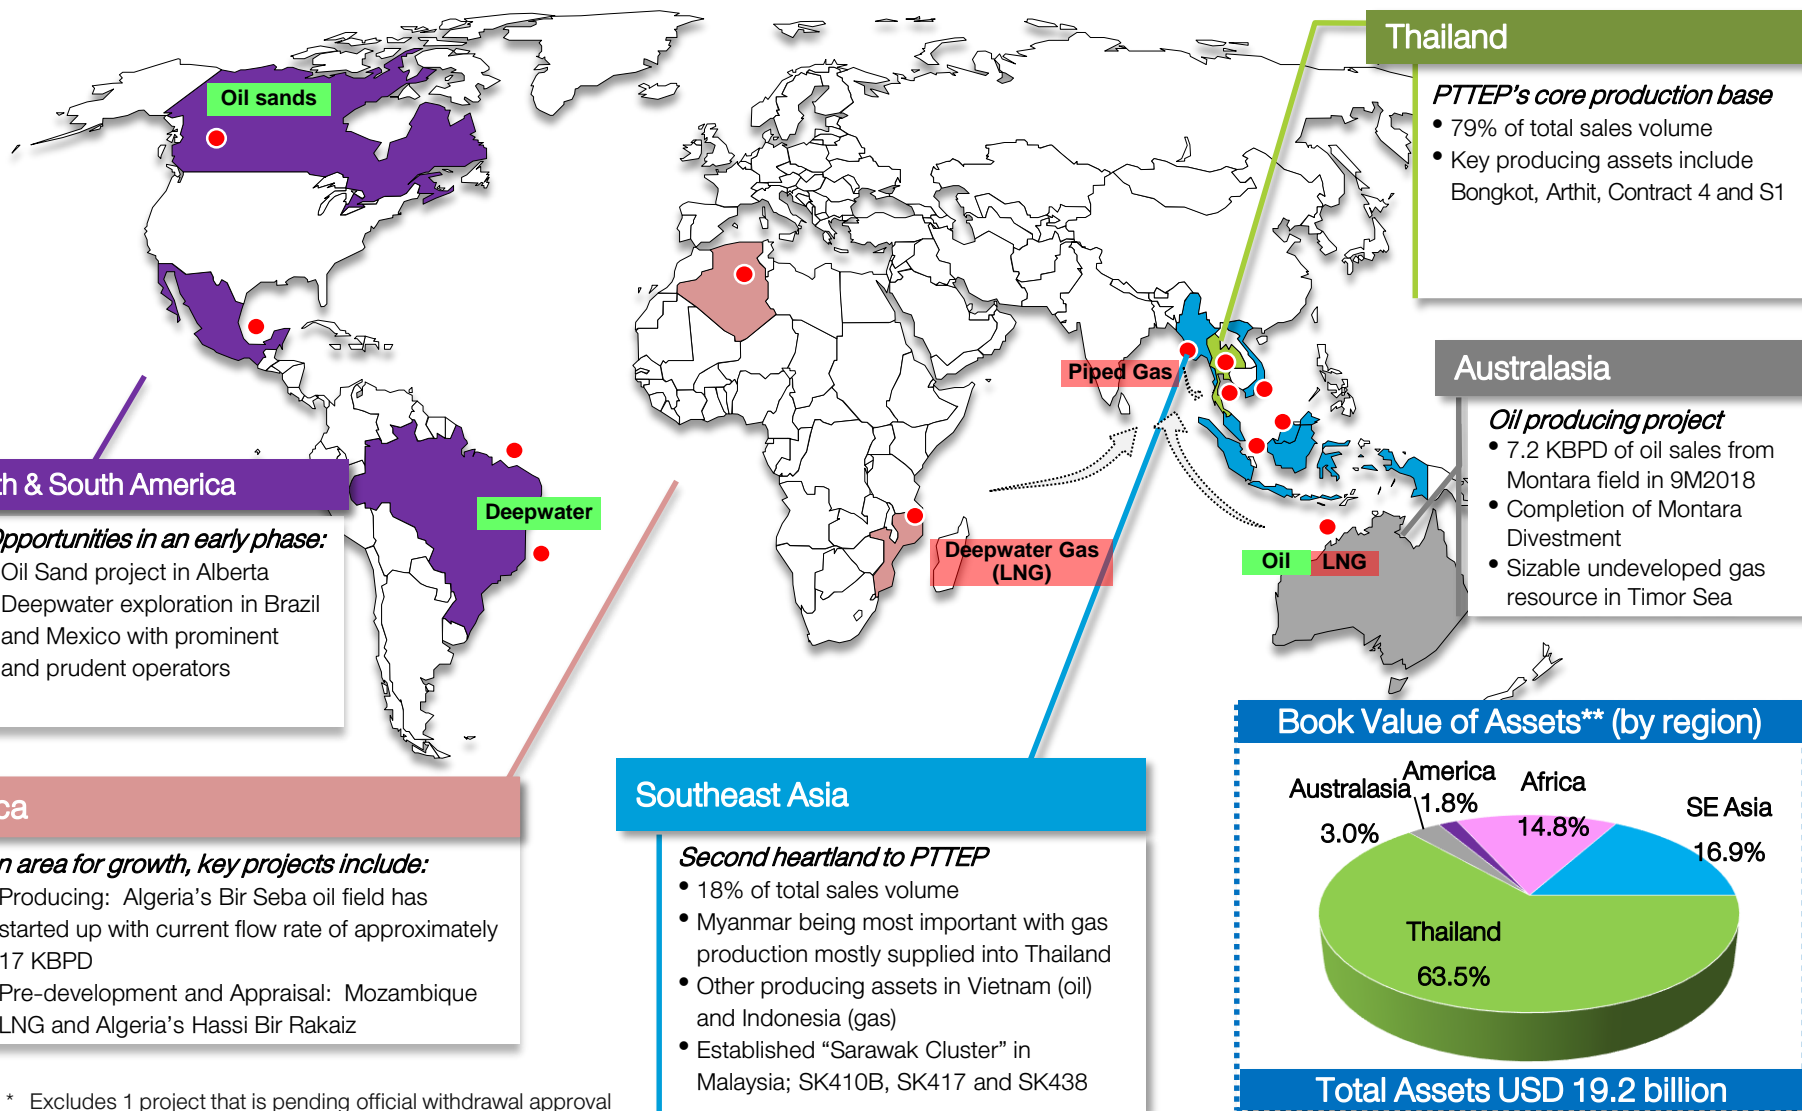 Thailand
PTTEP's core production base
• 79% of total sales volume
• Key producing assets include
Bongkot, Arthit, Contract 4 and S1
Oil sands
Piped Gas
Australasia
Oil producing project
• 7.2 KBPD of oil sales from
Montara field in 9M2018
• Completion of Montara
Divestment
• Sizable undeveloped gas
resource in Timor Sea
th & South America
Opportunities in an early phase:
Oil Sand project in Alberta
Deepwater exploration in Brazil
and Mexico with prominent
and prudent operators
Deepwater
Deepwater Gas
(LNG)
Oil LNG
ca
n area for growth, key projects include:
Producing: Algeria's Bir Seba oil field has
started up with current flow rate of approximately
17 KBPD
Pre-development and Appraisal: Mozambique
LNG and Algeria's Hassi Bir Rakaiz
Southeast Asia
Second heartland to PTTEP
• 18% of total sales volume
• Myanmar being most important with gas
production mostly supplied into Thailand
• Other producing assets in Vietnam (oil)
and Indonesia (gas)
• Established “Sarawak Cluster” in
Malaysia; SK410B, SK417 and SK438
Book Value of Assets** (by region)
Australasia
3.0%
America
1.8%
Africa
14.8%
SE Asia
16.9%
Thailand
63.5%
Total Assets USD 19.2 billion
* Excludes 1 project that is pending official withdrawal approval